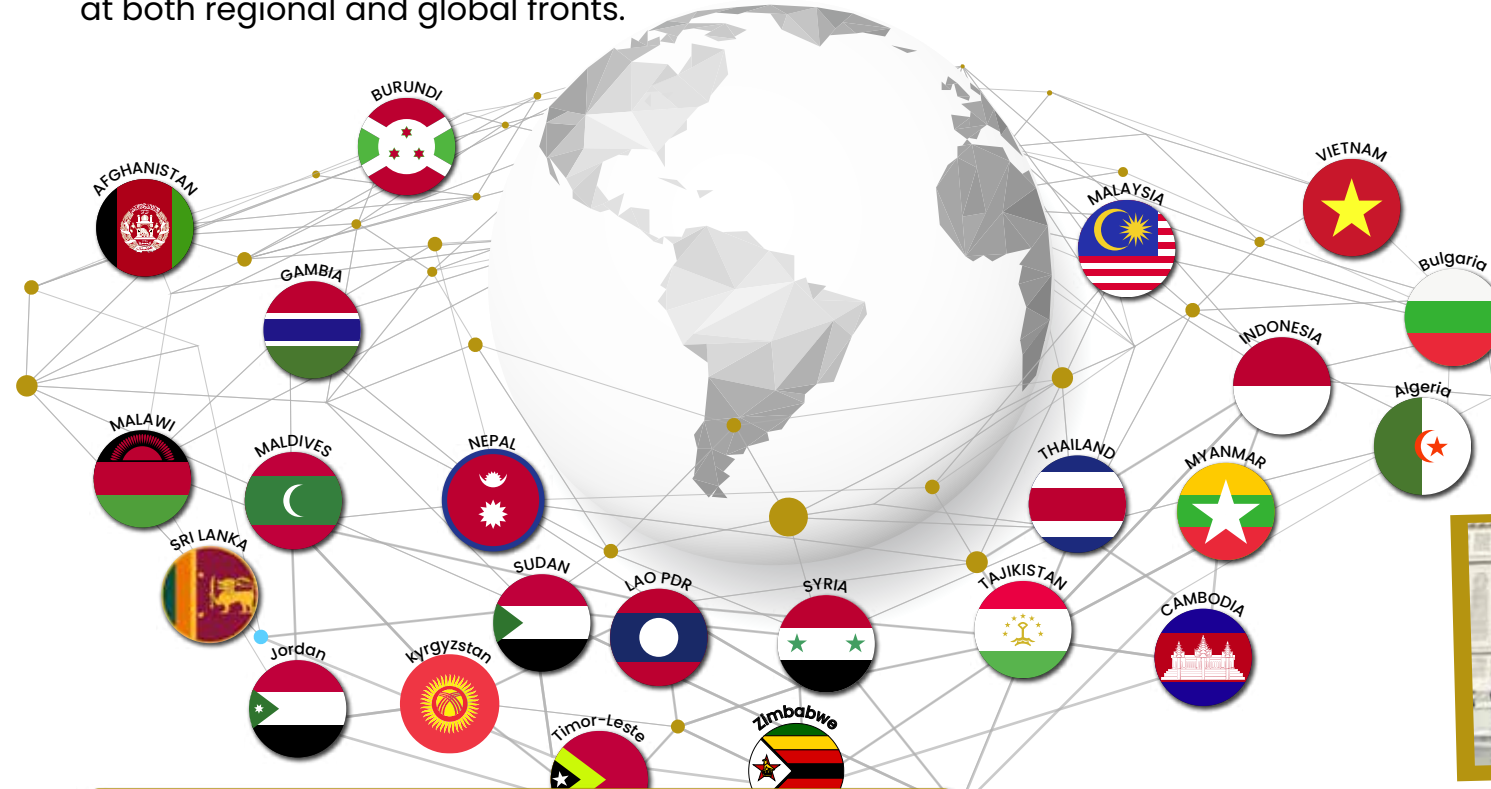 at both regional and global fronts.
BURUNDI
VIETNAM
AFGHANISTAN
MALAYSIA
Bulgaria
GAMBIA
INDONESIA
Algeria
MALAWI
MALDIVES
NEPAL
THAILAND
MYANMAR
SRI LANKA
SUDAN
LAO PDR
SYRIA
TAJIKISTAN
CAMBODIA
Jordan
Kyrgyzstan
Timor-Leste
Zimbabwe